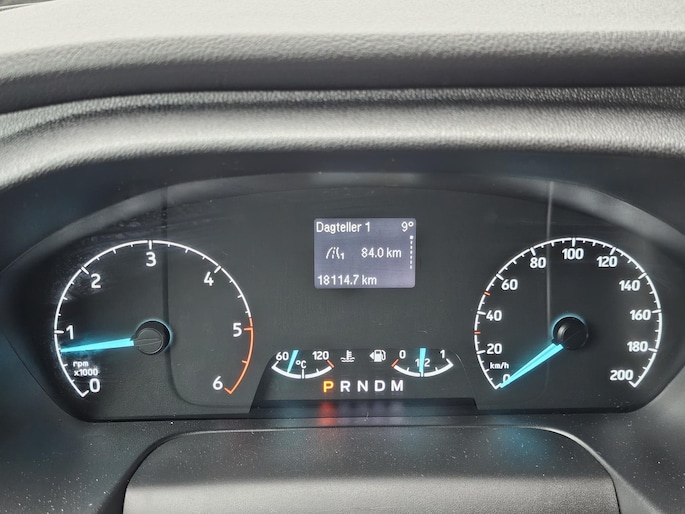 Dagteller 1 9°
1 84.0 km
18114.7 km
0 1 2 3 4 5 6
rpm
x1000
60 120
°C
0 1/2 1
P R N D M
0 20 40 60 80 100 120 140 160 180 200
km/h